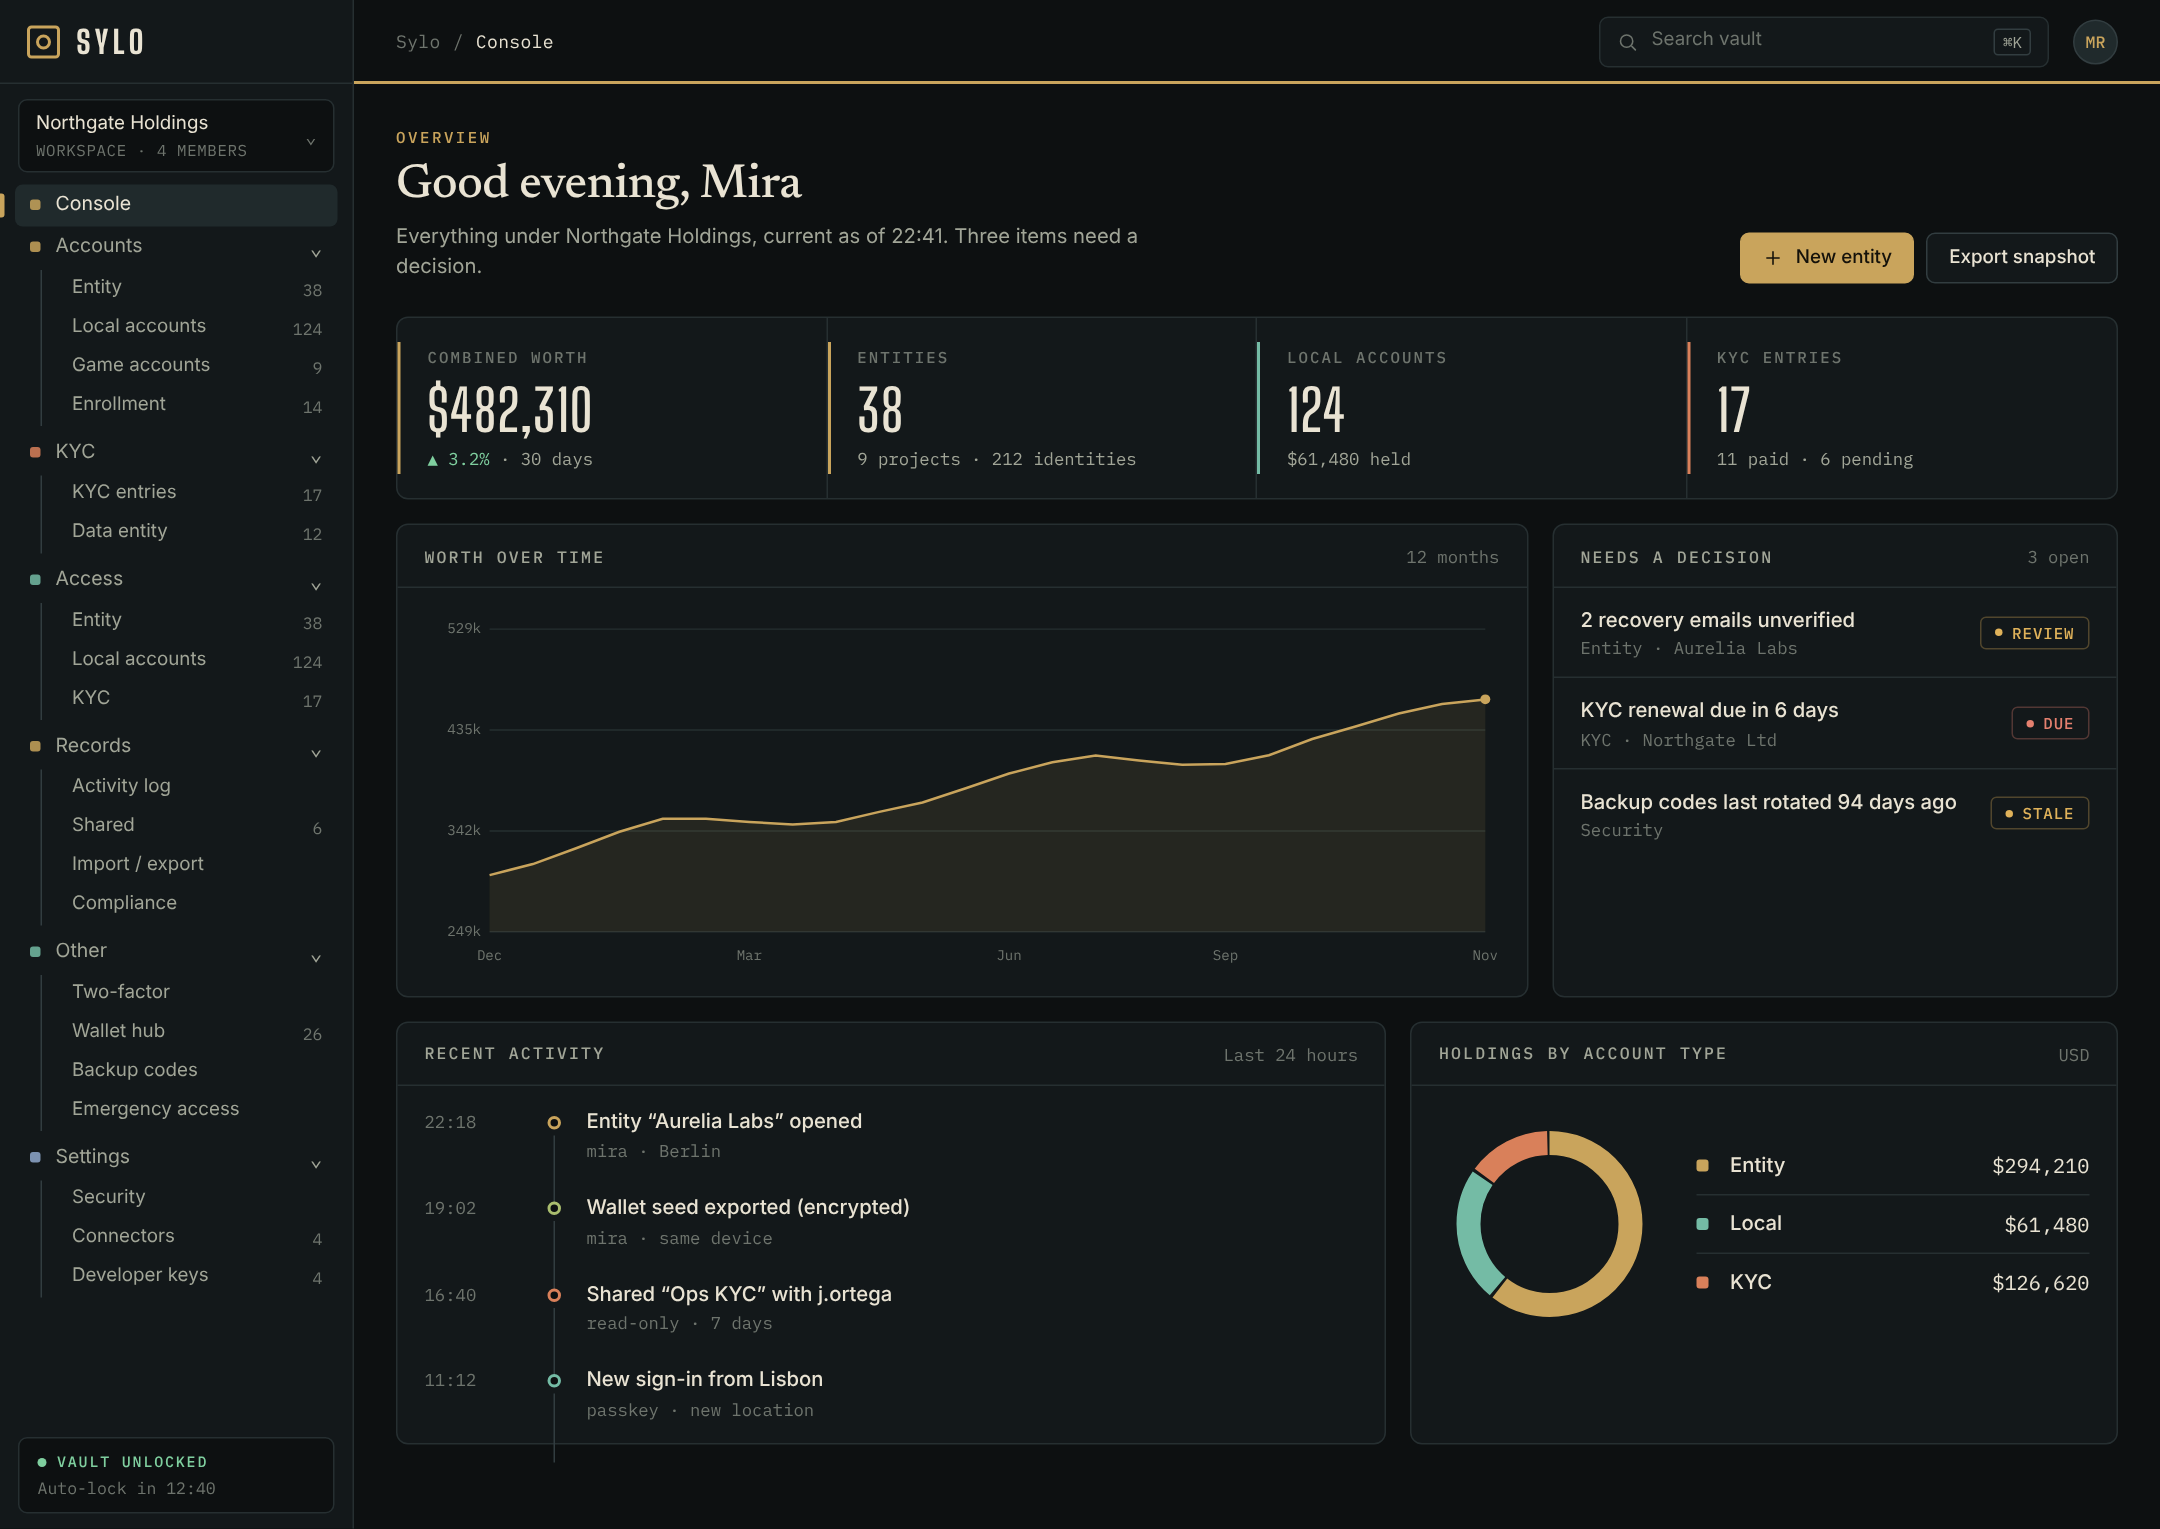 SYLO
Northgate Holdings
WORKSPACE · 4 MEMBERS
Console
Accounts
Entity 38
Local accounts 124
Game accounts 9
Enrollment 14
KYC
KYC entries 17
Data entity 12
Access
Entity 38
Local accounts 124
KYC 17
Records
Activity log
Shared 6
Import / export
Compliance
Other
Two-factor
Wallet hub 26
Backup codes
Emergency access
Settings
Security
Connectors 4
Developer keys 4
VAULT UNLOCKED
Auto-lock in 12:40
Sylo / Console
Search vault ⌘K
MR
OVERVIEW
Good evening, Mira
Everything under Northgate Holdings, current as of 22:41. Three items need a
decision.
+ New entity
Export snapshot
COMBINED WORTH
$482,310
▲ 3.2% · 30 days
ENTITIES
38
9 projects · 212 identities
LOCAL ACCOUNTS
124
$61,480 held
KYC ENTRIES
17
11 paid · 6 pending
WORTH OVER TIME 12 months
529k
435k
342k
249k
Dec Mar Jun Sep Nov
NEEDS A DECISION 3 open
2 recovery emails unverified
Entity · Aurelia Labs
REVIEW
KYC renewal due in 6 days
KYC · Northgate Ltd
DUE
Backup codes last rotated 94 days ago
Security
STALE
RECENT ACTIVITY Last 24 hours
22:18 Entity “Aurelia Labs” opened
mira · Berlin
19:02 Wallet seed exported (encrypted)
mira · same device
16:40 Shared “Ops KYC” with j.ortega
read-only · 7 days
11:12 New sign-in from Lisbon
passkey · new location
HOLDINGS BY ACCOUNT TYPE USD
Entity $294,210
Local $61,480
KYC $126,620